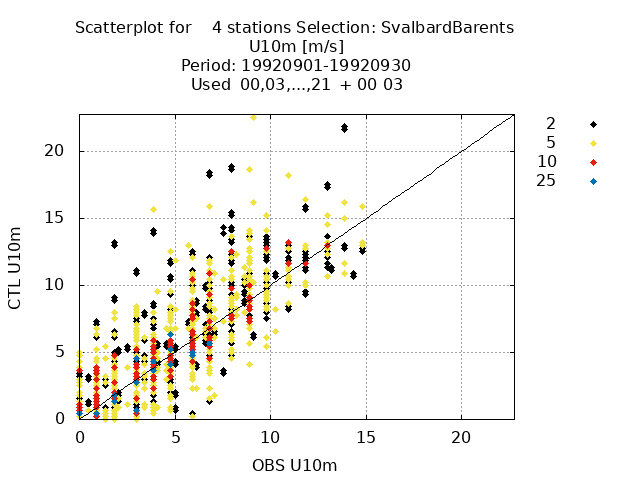 Scatterplot for 4 stations Selection: SvalbardBarents
U10m [m/s]
Period: 19920901-19920930
Used 00,03,...,21 + 00 03
2
5
10
25
20
15
10
5
0
CTL U10m
0 5 10 15 20
OBS U10m